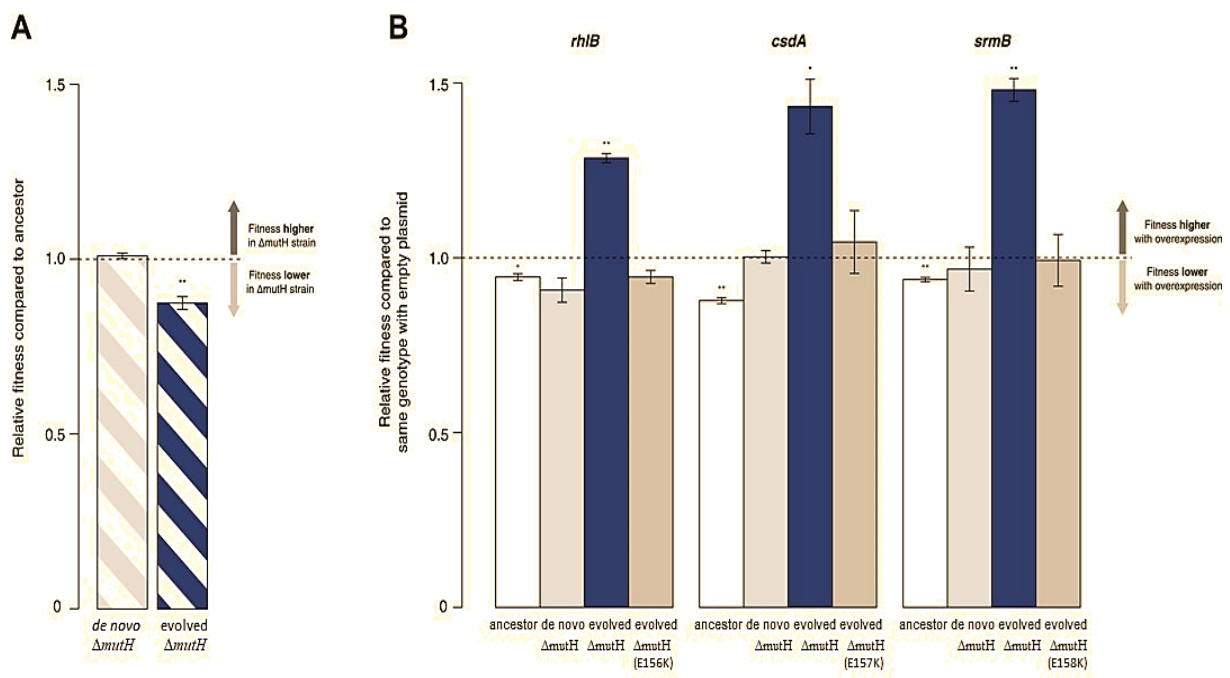 A
1.5
1.0
0.5
0
Relative fitness compared to ancestor
Fitness higher
in ΔmutH strain
Fitness lower
in ΔmutH strain
**
de novo
ΔmutH
evolved
ΔmutH
B
rhlB
csdA
srmB
1.5
1.0
0.5
0
Relative fitness compared to
same genotype with empty plasmid
*
**
**
*
**
**
Fitness higher
with overexpression
Fitness lower
with overexpression
ancestor de novo evolved evolved
ΔmutH ΔmutH ΔmutH
(E156K)
ancestor de novo evolved evolved
ΔmutH ΔmutH ΔmutH
(E157K)
ancestor de novo evolved evolved
ΔmutH ΔmutH ΔmutH
(E158K)